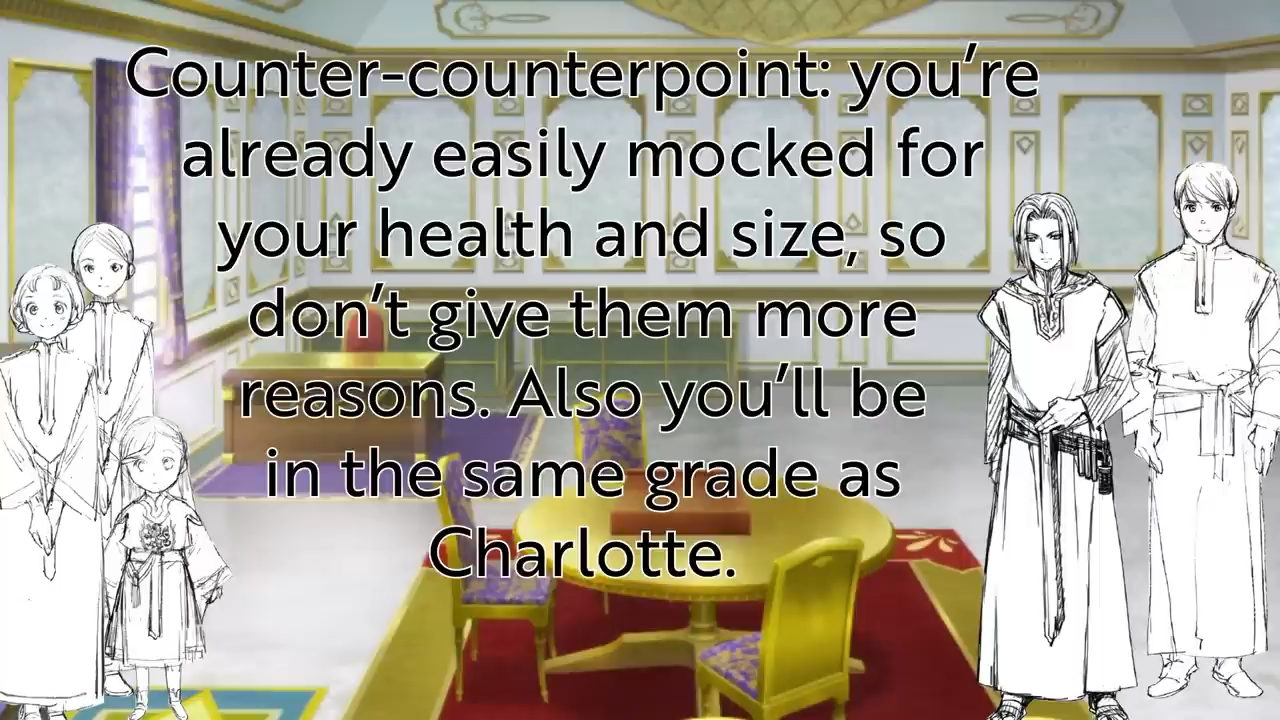 Counter-counterpoint: you’re
already easily mocked for
your health and size, so
don’t give them more
reasons. Also you’ll be
in the same grade as
Charlotte.